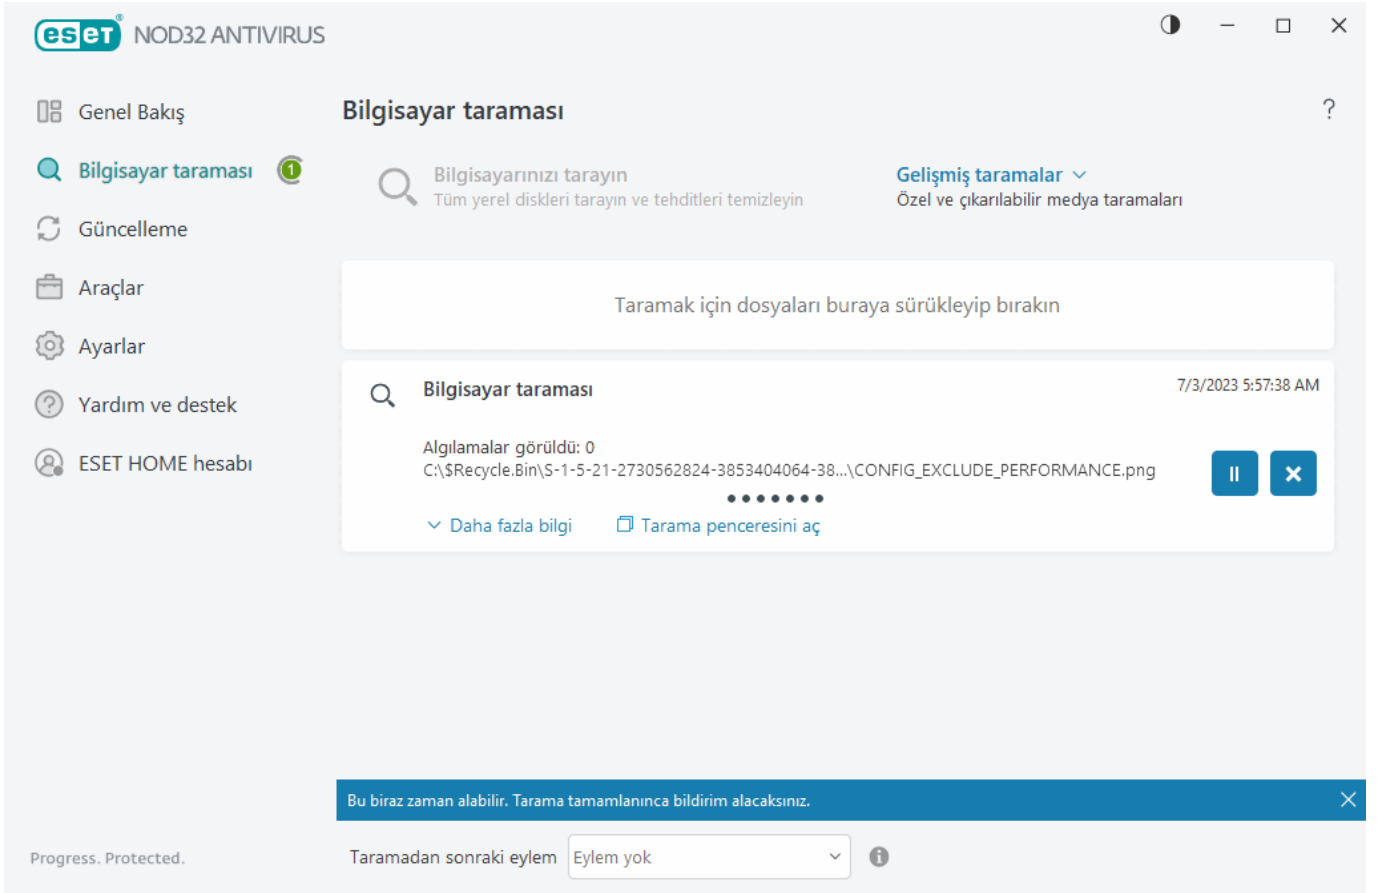 eset® NOD32 ANTIVIRUS
Genel Bakış
Bilgisayar taraması 1
Güncelleme
Araçlar
Ayarlar
Yardım ve destek
ESET HOME hesabı
Progress. Protected.
Bilgisayar taraması
?
Bilgisayarınızı tarayın
Tüm yerel diskleri tarayın ve tehditleri temizleyin
Gelişmiş taramalar
Özel ve çıkarılabilir medya taramaları
Taramak için dosyaları buraya sürükleyip bırakın
Bilgisayar taraması
7/3/2023 5:57:38 AM
Algılamalar görüldü: 0
C:\$Recycle.Bin\S-1-5-21-2730562824-3853404064-38...\CONFIG_EXCLUDE_PERFORMANCE.png
Daha fazla bilgi
Tarama penceresini aç
Bu biraz zaman alabilir. Tarama tamamlanınca bildirim alacaksınız.
Taramadan sonraki eylem Eylem yok